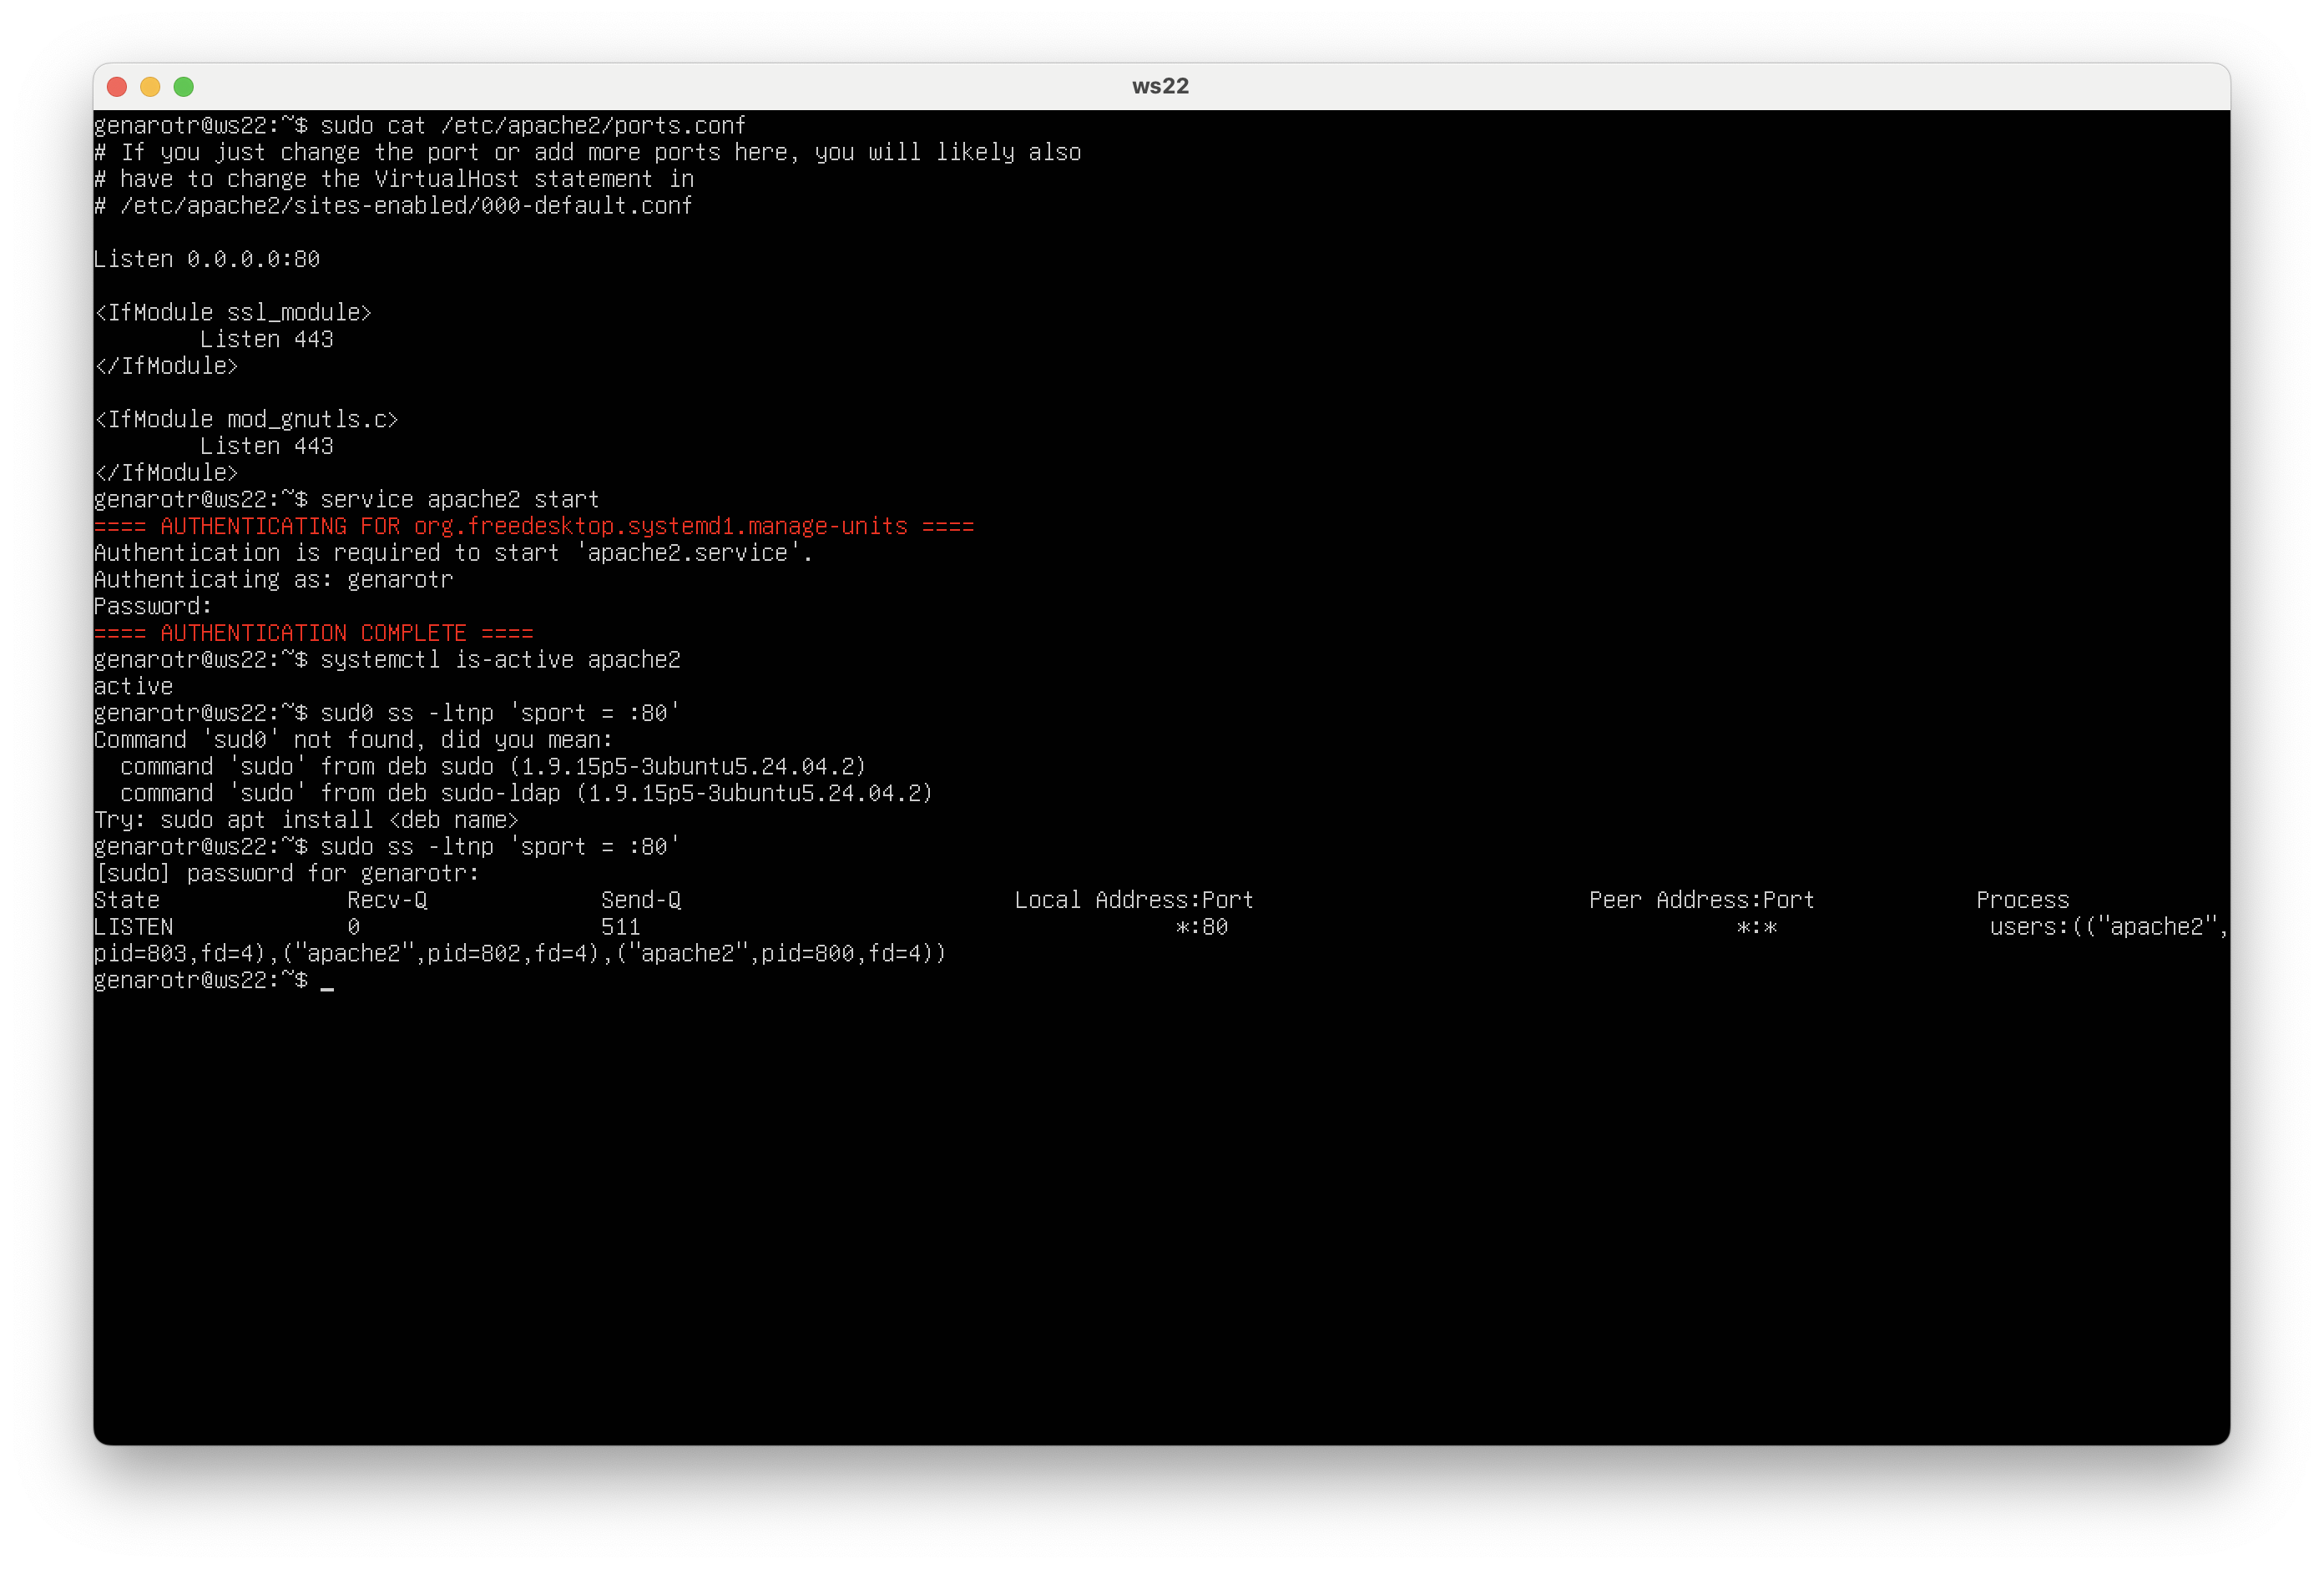 ws22
genarotr@ws22:~$ sudo cat /etc/apache2/ports.conf
# If you just change the port or add more ports here, you will likely also
# have to change the VirtualHost statement in
# /etc/apache2/sites-enabled/000-default.conf
Listen 0.0.0.0:80
<IfModule ssl_module>
        Listen 443
</IfModule>
<IfModule mod_gnutls.c>
        Listen 443
</IfModule>
genarotr@ws22:~$ service apache2 start
==== AUTHENTICATING FOR org.freedesktop.systemd1.manage-units ====
Authentication is required to start 'apache2.service'.
Authenticating as: genarotr
Password:
==== AUTHENTICATION COMPLETE ====
genarotr@ws22:~$ systemctl is-active apache2
active
genarotr@ws22:~$ sud0 ss -ltnp 'sport = :80'
Command 'sud0' not found, did you mean:
  command 'sudo' from deb sudo (1.9.15p5-3ubuntu5.24.04.2)
  command 'sudo' from deb sudo-ldap (1.9.15p5-3ubuntu5.24.04.2)
Try: sudo apt install <deb name>
genarotr@ws22:~$ sudo ss -ltnp 'sport = :80'
[sudo] password for genarotr:
State              Recv-Q             Send-Q                         Local Address:Port                         Peer Address:Port            Process
LISTEN             0                  511                                        *:80                                      *:*                users:(("apache2",
pid=803,fd=4),("apache2",pid=802,fd=4),("apache2",pid=800,fd=4))
genarotr@ws22:~$ _